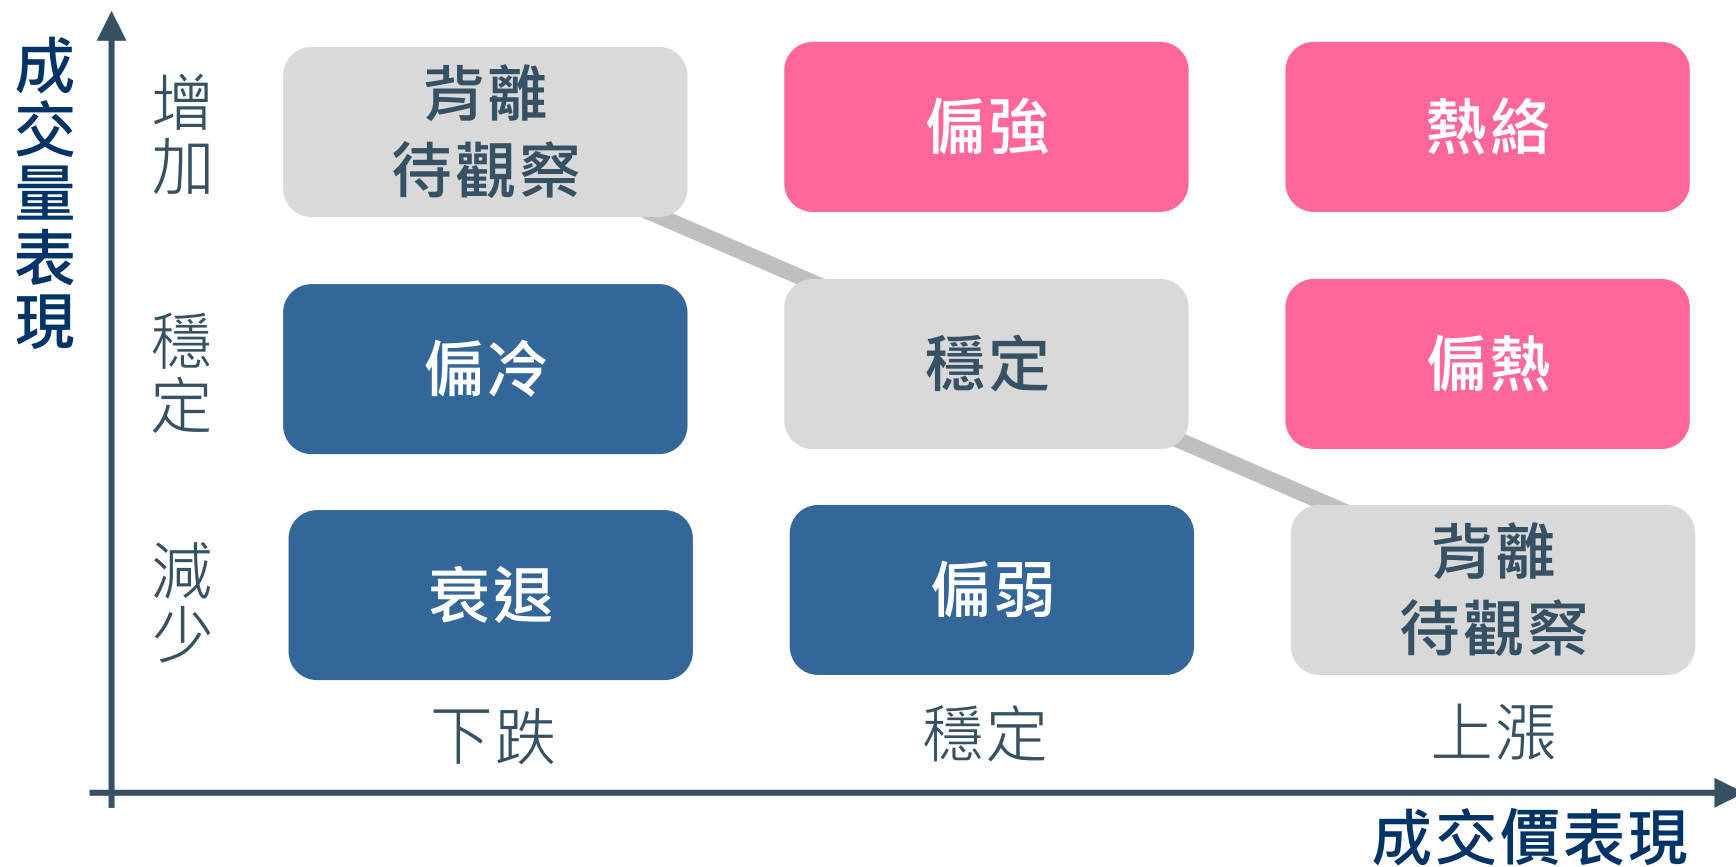 成交量表現
增加
背離
待觀察
偏強
熱絡
穩定
偏冷
穩定
偏熱
減少
衰退
偏弱
背離
待觀察
下跌
穩定
上漲
成交價表現